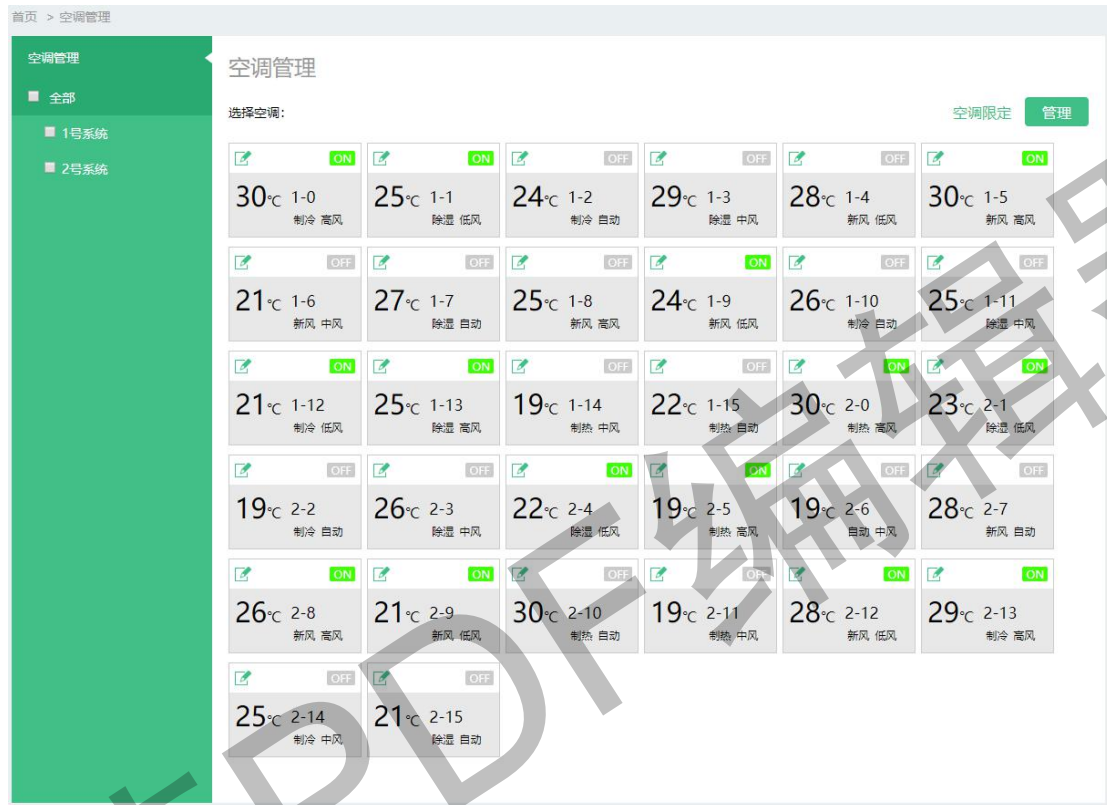 首页 > 空调管理
空调管理
全部
1号系统
2号系统
空调管理
选择空调:
空调限定 管理
ON ON OFF OFF OFF ON
30℃ 1-0 25℃ 1-1 24℃ 1-2 29℃ 1-3 28℃ 1-4 30℃ 1-5
制冷 高风 除湿 低风 制冷 自动 除湿 中风 新风 低风 新风 高风
OFF OFF OFF ON OFF OFF
21℃ 1-6 27℃ 1-7 25℃ 1-8 24℃ 1-9 26℃ 1-10 25℃ 1-11
新风 中风 除湿 自动 新风 高风 新风 低风 制冷 自动 除湿 中风
ON ON OFF OFF ON ON
21℃ 1-12 25℃ 1-13 19℃ 1-14 22℃ 1-15 30℃ 2-0 23℃ 2-1
制冷 低风 除湿 高风 制热 中风 制热 自动 制热 高风 除湿 低风
OFF OFF ON ON OFF OFF
19℃ 2-2 26℃ 2-3 22℃ 2-4 19℃ 2-5 19℃ 2-6 28℃ 2-7
制冷 自动 除湿 中风 除湿 低风 制热 高风 自动 中风 新风 自动
ON ON OFF OFF ON ON
26℃ 2-8 21℃ 2-9 30℃ 2-10 19℃ 2-11 28℃ 2-12 29℃ 2-13
新风 高风 新风 低风 制热 自动 制热 中风 新风 低风 制冷 高风
OFF OFF
25℃ 2-14 21℃ 2-15
制冷 中风 除湿 自动
PDF编辑